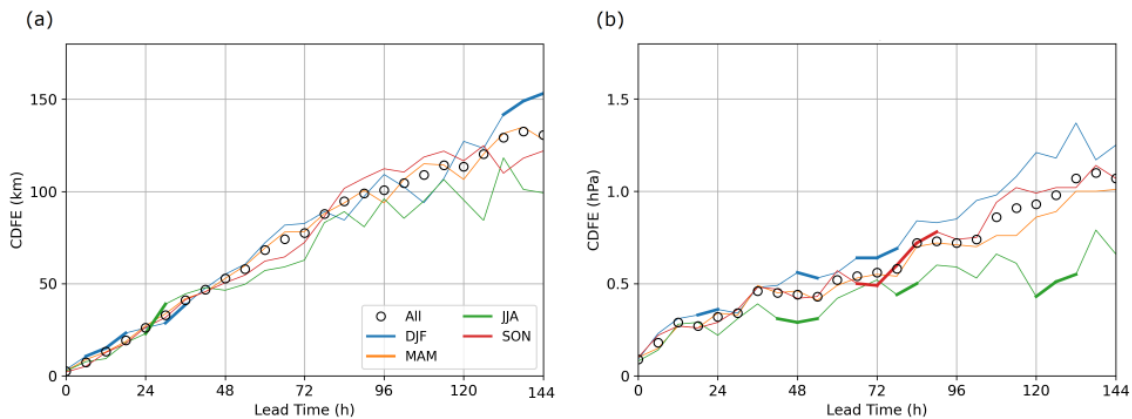 (a)
CDFE (km)
150
100
50
0
0 24 48 72 96 120 144
Lead Time (h)
All
DJF
MAM
JJA
SON
(b)
CDFE (hPa)
1.5
1.0
0.5
0.0
0 24 48 72 96 120 144
Lead Time (h)